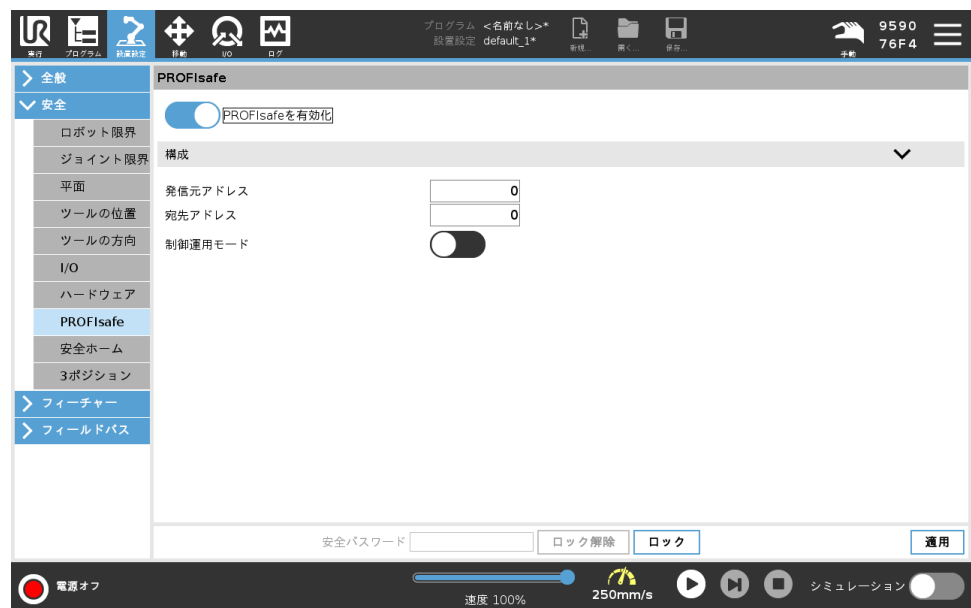 UR
実行
プログラム
設置設定
移動
I/O
ログ
プログラム <名前なし>*
設置設定 default_1*
新規...
開く...
保存...
手動
9590
76F4
全般
安全
ロボット限界
ジョイント限界
平面
ツールの位置
ツールの方向
I/O
ハードウェア
PROFIsafe
安全ホーム
3ポジション
フィーチャー
フィールドバス
PROFIsafe
PROFIsafeを有効化
構成
発信元アドレス 0
宛先アドレス 0
制御運用モード
安全パスワード ロック解除 ロック 適用
電源オフ
速度 100%
250mm/s
シミュレーション